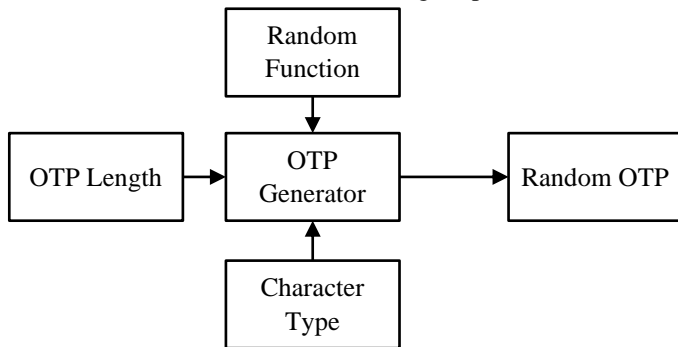 Random
Function
OTP Length
OTP
Generator
Random OTP
Character
Type